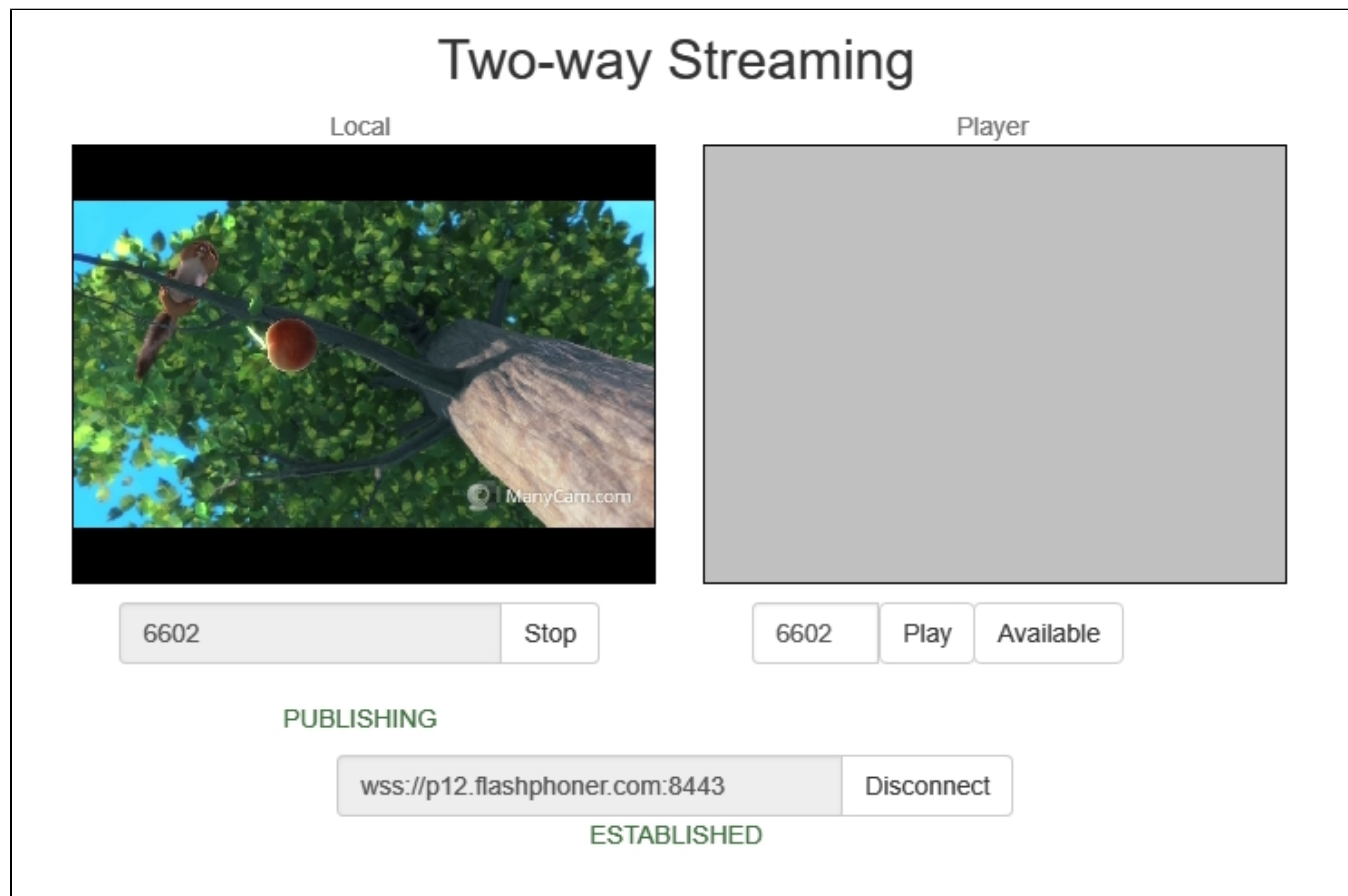 Two-way Streaming
Local
Player
ManyCam.com
6602
Stop
6602
Play
Available
PUBLISHING
wss://p12.flashphoner.com:8443
Disconnect
ESTABLISHED